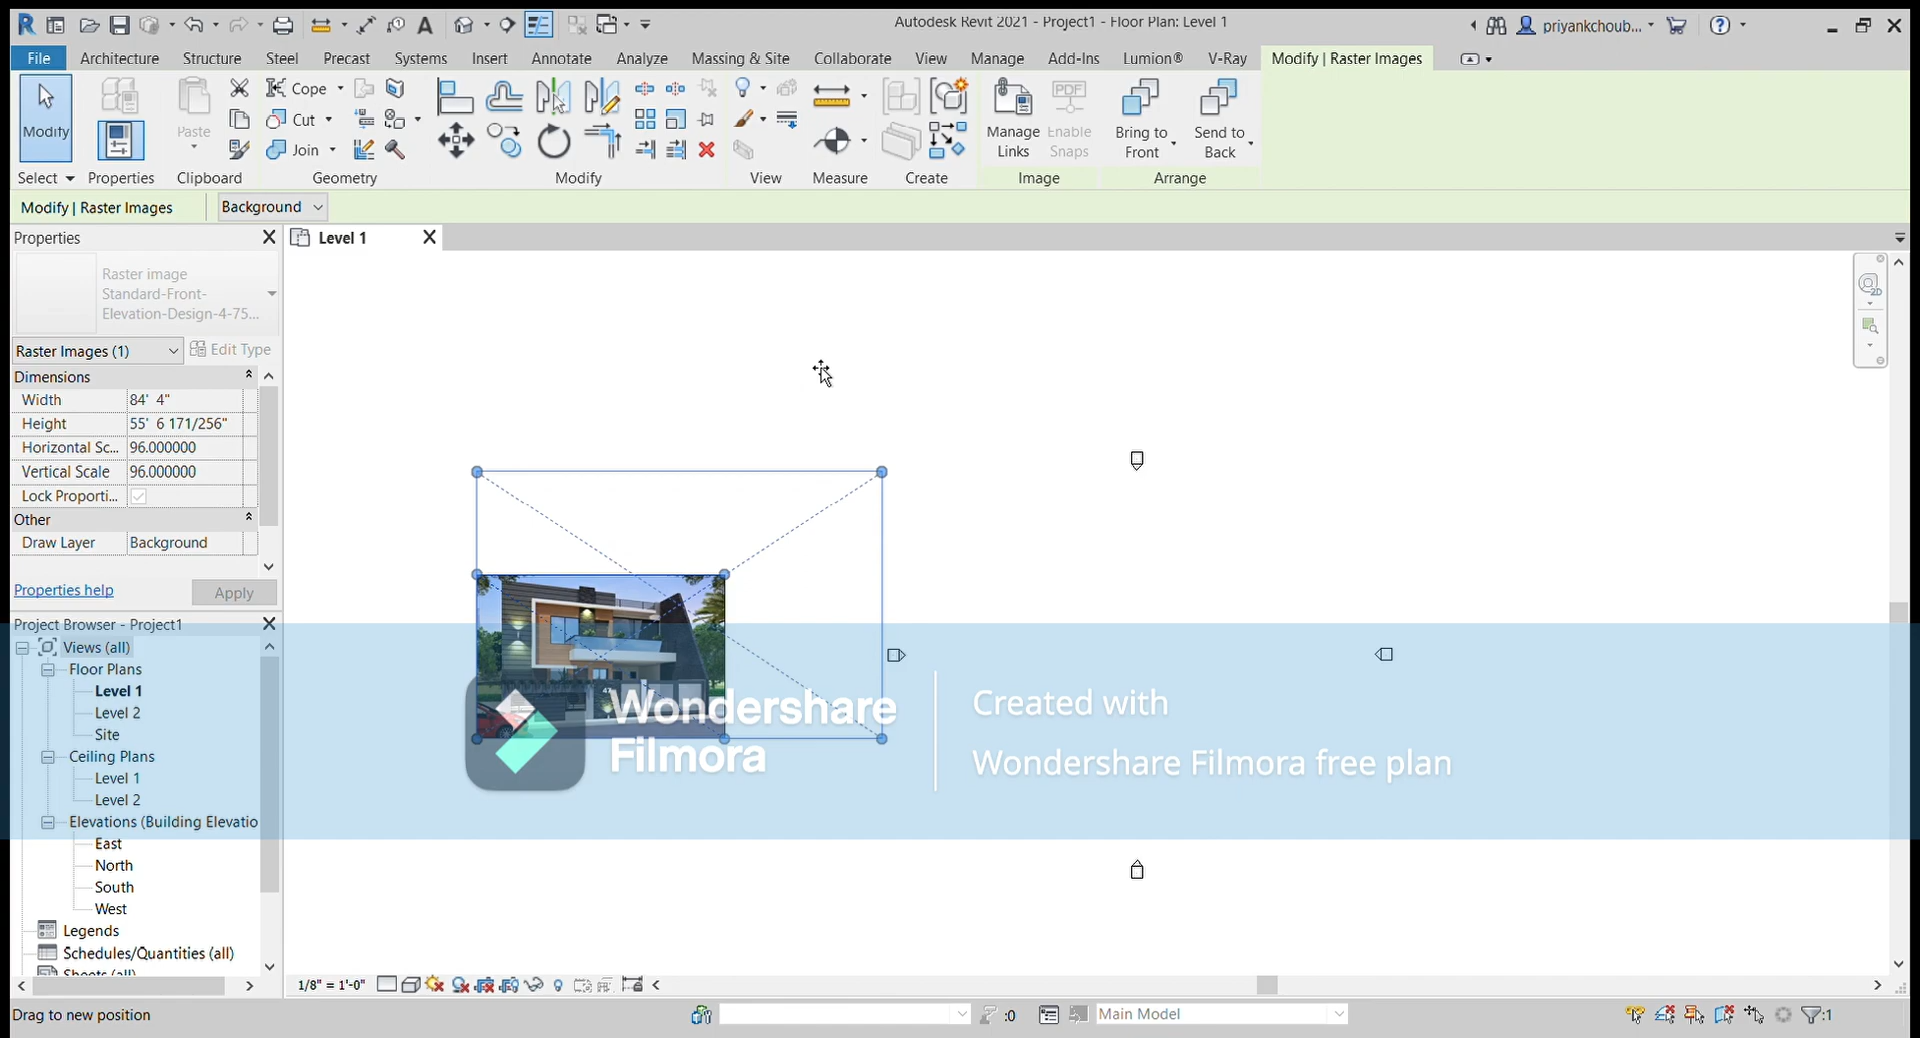 Autodesk Revit 2021 - Project1 - Floor Plan: Level 1
priyankchoub...
File Architecture Structure Steel Precast Systems Insert Annotate Analyze Massing & Site Collaborate View Manage Add-Ins Lumion® V-Ray Modify | Raster Images
Modify
Paste
Cope
Cut
Join
Manage Links
Enable Snaps
Bring to Front
Send to Back
PDF
Select Properties Clipboard Geometry Modify View Measure Create Image Arrange
Modify | Raster Images Background
Properties
Level 1
Raster image
Standard-Front-
Elevation-Design-4-75...
Raster Images (1) Edit Type
Dimensions
Width 84' 4"
Height 55' 6 171/256"
Horizontal Sc... 96.000000
Vertical Scale 96.000000
Lock Proporti...
Other
Draw Layer Background
Properties help Apply
Project Browser - Project1
Views (all)
Floor Plans
Level 1
Level 2
Site
Ceiling Plans
Level 1
Level 2
Elevations (Building Elevatio
East
North
South
West
Legends
Schedules/Quantities (all)
Sheets (all)
2D
Wondershare
Filmora
Created with
Wondershare Filmora free plan
1/8" = 1'-0"
Drag to new position
:0
Main Model
:1